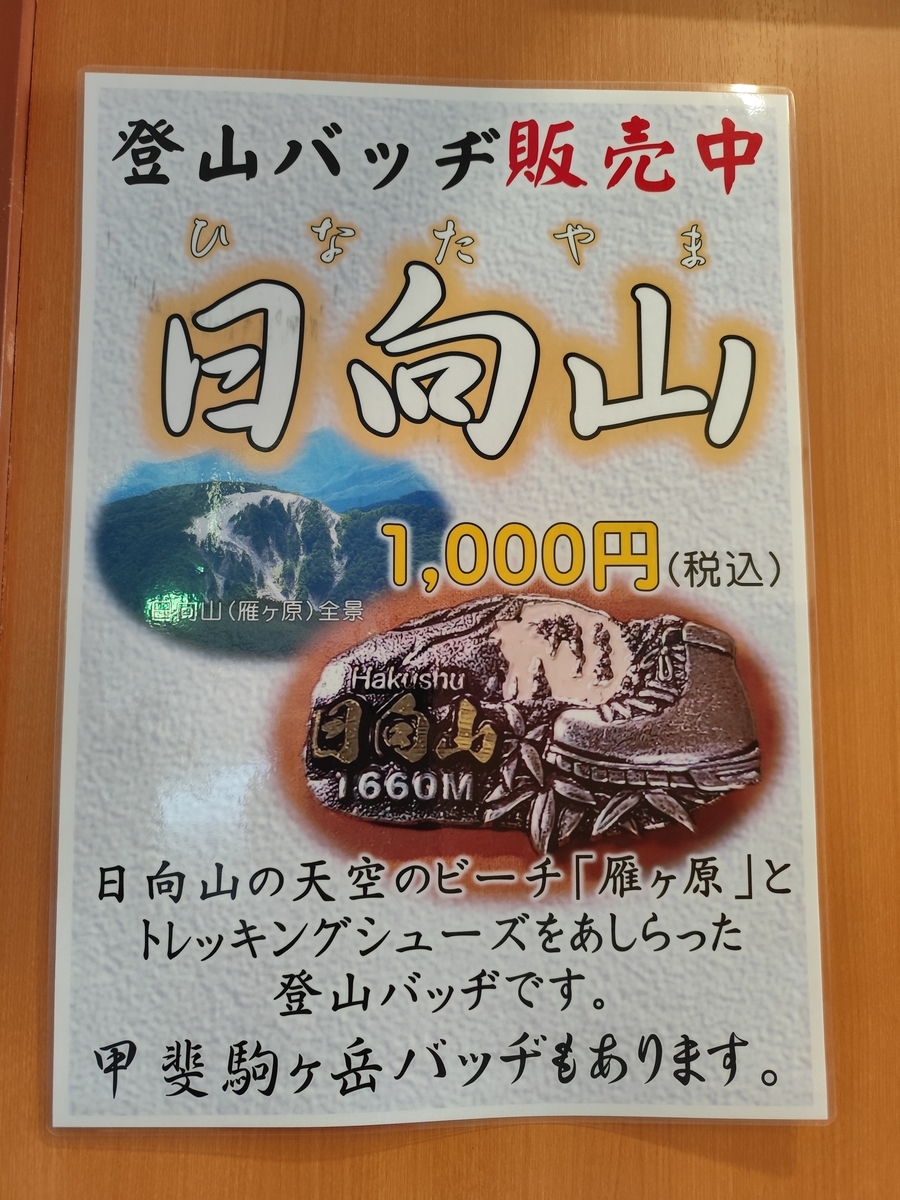 登山バッヂ販売中
ひなたやま
日向山
1,000円(税込)
日向山(雁ヶ原)全景
Hakushu
日向山
1660M
日向山の天空のビーチ「雁ヶ原」と
トレッキングシューズをあしらった
登山バッヂです。
甲斐駒ヶ岳バッヂもあります。